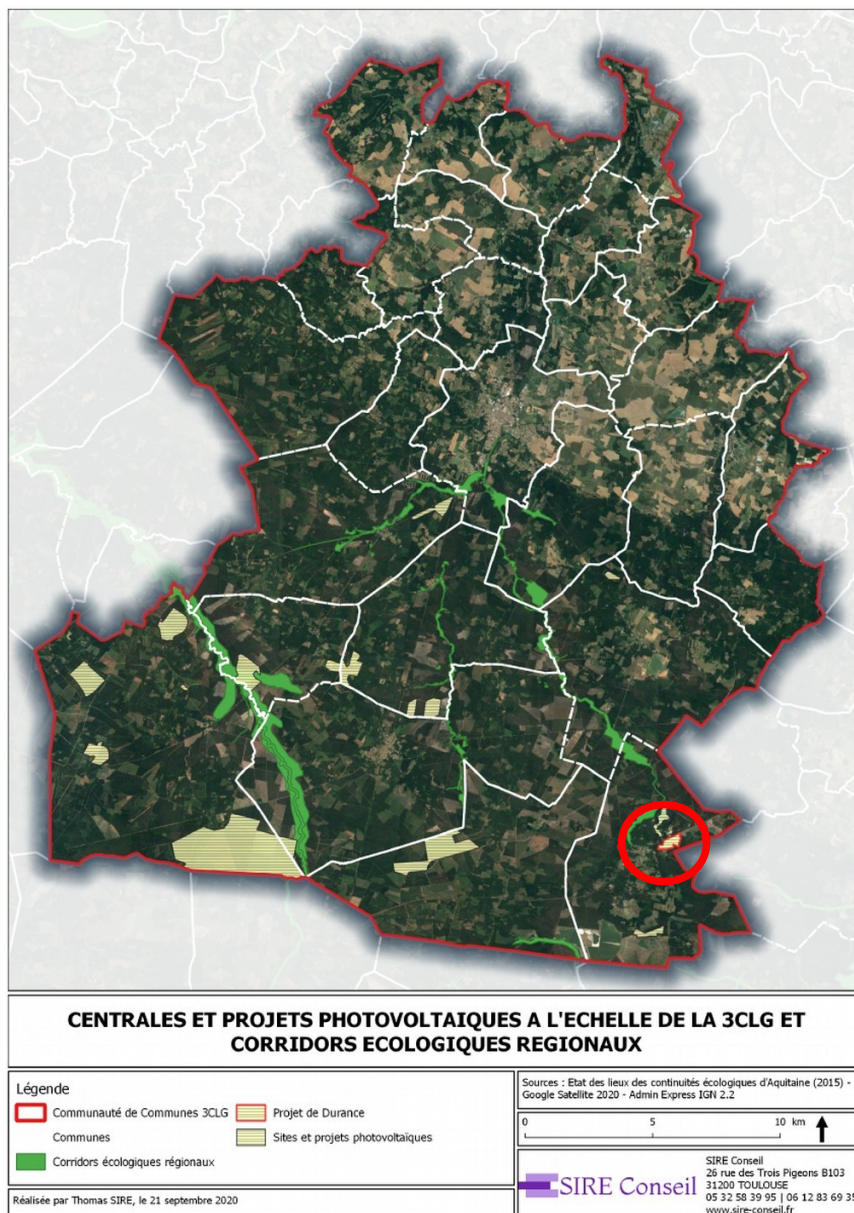 CENTRALES ET PROJETS PHOTOVOLTAIQUES A L'ECHELLE DE LA 3CLG ET
CORRIDORS ECOLOGIQUES REGIONAUX
Légende
Communauté de Communes 3CLG
Projet de Durance
Communes
Sites et projets photovoltaïques
Corridors écologiques régionaux
Réalisée par Thomas SIRE, le 21 septembre 2020
Sources : Etat des lieux des continuités écologiques d'Aquitaine (2015) -
Google Satellite 2020 - Admin Express IGN 2.2
0 5 10 km
SIRE Conseil
SIRE Conseil
26 rue des Trois Pigeons B103
31200 TOULOUSE
05 32 58 39 95 | 06 12 83 69 35
www.sire-conseil.fr